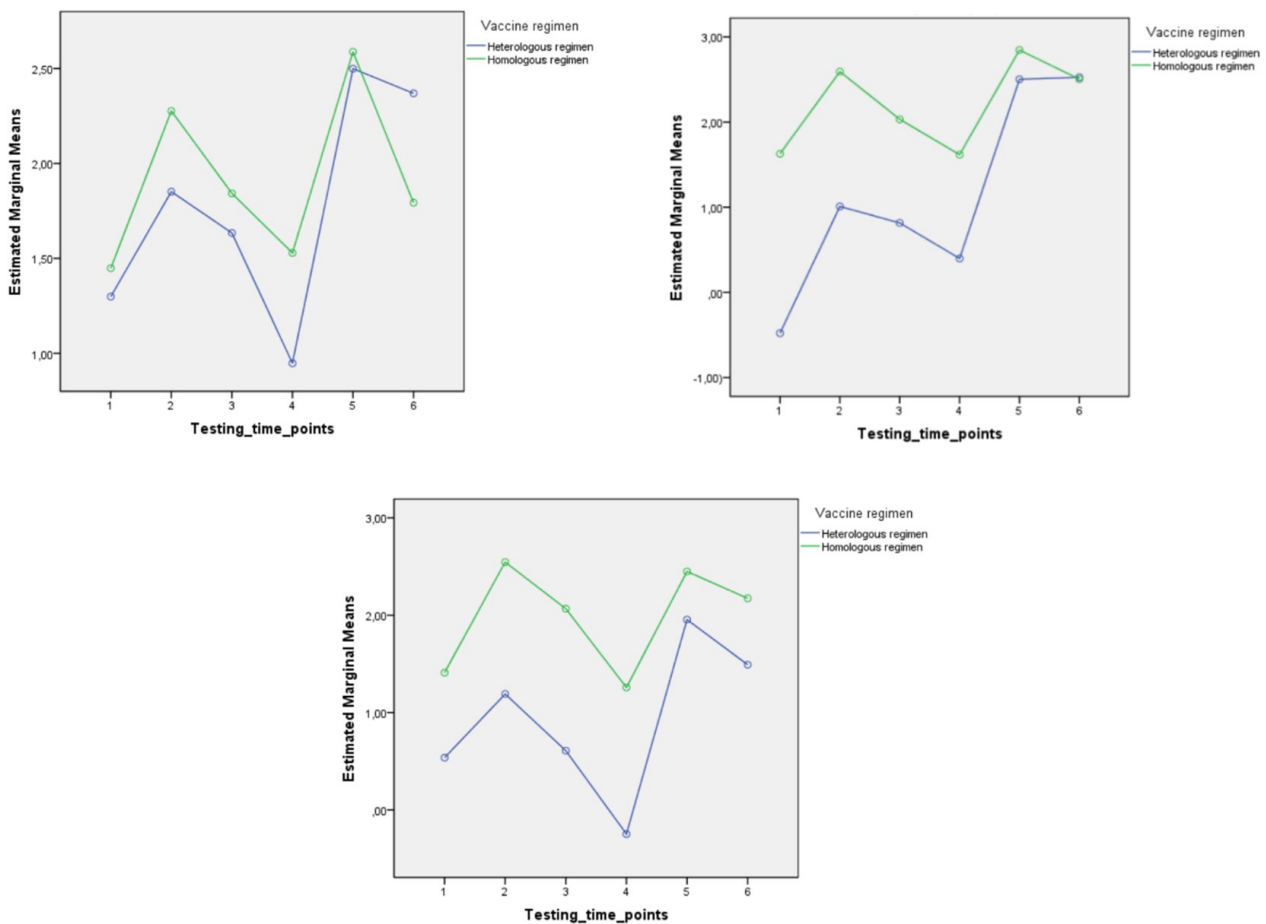 Vaccine regimen
Heterologous regimen
Homologous regimen
Estimated Marginal Means
2,50
2,00
1,50
1,00
1 2 3 4 5 6
Testing_time_points
Vaccine regimen
Heterologous regimen
Homologous regimen
Estimated Marginal Means
3,00
2,00
1,00
,00
-1,00)
1 2 3 4 5 6
Testing_time_points
Vaccine regimen
Heterologous regimen
Homologous regimen
Estimated Marginal Means
3,00
2,00
1,00
,00
1 2 3 4 5 6
Testing_time_points